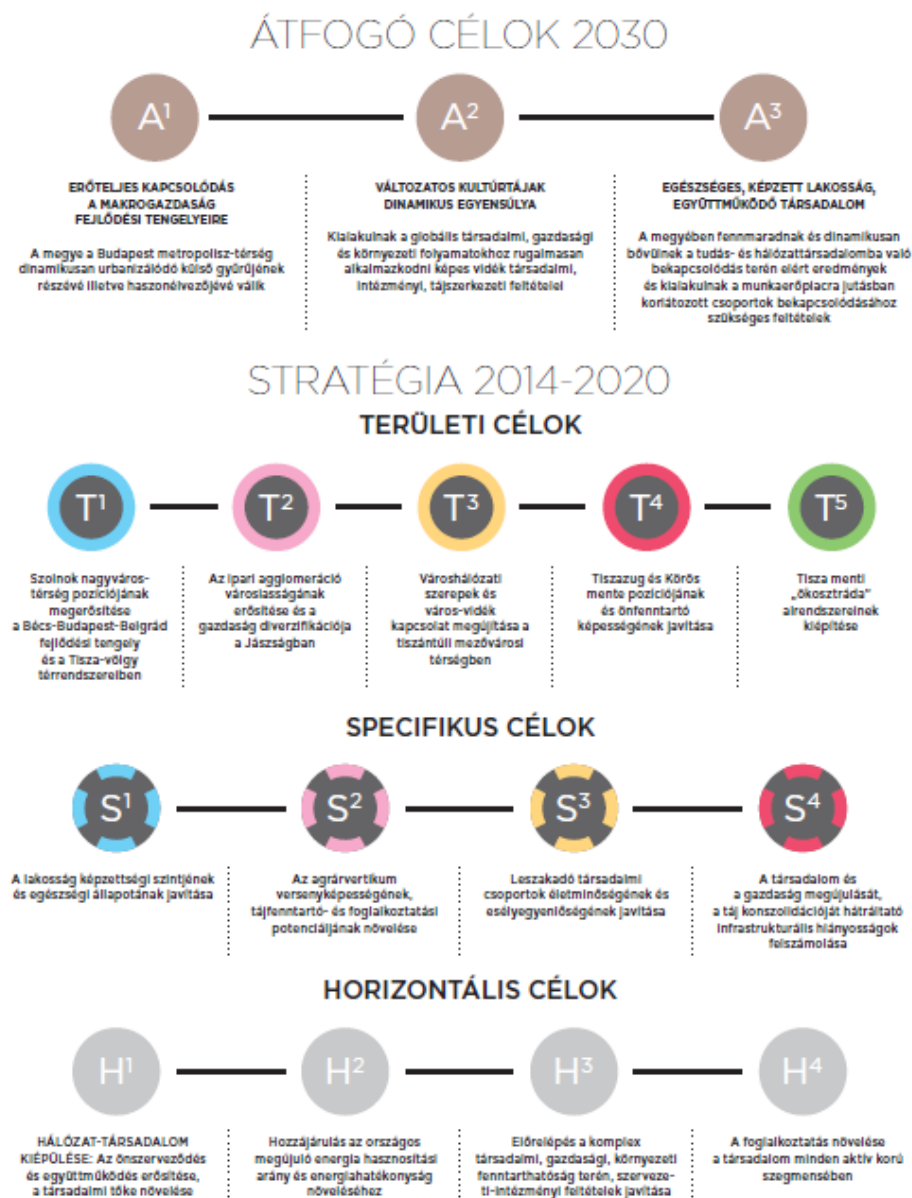 ÁTFOGÓ CÉLOK 2030
A¹
A²
A³
ERŐTELJES KAPCSOLÓDÁS
A MAKROGAZDASÁG
FEJLŐDÉSI TENGELYEIRE
A megye a Budapest metropolisz-térség
dinamikusan urbanizálódó külső gyűrűjének
részévé illetve haszonélvezőjévé válik
VÁLTOZATOS KULTÚRTÁJAK
DINAMIKUS EGYENSÚLYA
Kialakulnak a globális társadalmi, gazdasági
és környezeti folyamatokhoz rugalmasan
alkalmazkodni képes vidék társadalmi,
intézményi, tájszerkezeti feltételei
EGÉSZSÉGES, KÉPZETT LAKOSSÁG,
EGYÜTTMŰKÖDŐ TÁRSADALOM
A megyében fennmaradnak és dinamikusan
bővülnek a tudás- és hálózattársadalomba való
bekapcsolódás terén elért eredmények
és kialakulnak a munkaerőpiacra jutásban
korlátozott csoportok bekapcsolódásához
szükséges feltételek
STRATÉGIA 2014-2020
TERÜLETI CÉLOK
T¹
T²
T³
T⁴
T⁵
Szolnok nagyváros-
térség pozíciójának
megerősítése
a Bécs-Budapest-Belgrád
fejlődési tengely
és a Tisza-völgy
térrendszereiben
Az ipari agglomeráció
városiasságának
erősítése és a
gazdaság diverzifikációja
a Jászságban
Városhálózati
szerepek és
város-vidék
kapcsolat megújítása a
tiszántúli mezővárosi
térségben
Tiszazug és Körös
mente pozíciójának
és önfenntartó
képességének javítása
Tisza menti
„ökosztráda"
alrendszereinek
kiépítése
SPECIFIKUS CÉLOK
S¹
S²
S³
S⁴
A lakosság képzettségi szintjének
és egészségi állapotának javítása
Az agrárvertikum
versenyképességének,
tájfenntartó- és foglalkoztatási
potenciáljának növelése
Leszakadó társadalmi
csoportok életminőségének és
esélyegyenlőségének javítása
A társadalom és
a gazdaság megújulását,
a táj konszolidációját hátráltató
infrastrukturális hiányosságok
felszámolása
HORIZONTÁLIS CÉLOK
H¹
H²
H³
H⁴
HÁLÓZAT-TÁRSADALOM
KIÉPÜLÉSE: Az önszerveződés
és együttműködés erősítése,
a társadalmi tőke növelése
Hozzájárulás az országos
megújuló energia hasznosítási
arány és energiahatékonyság
növeléséhez
Előrelépés a komplex
társadalmi, gazdasági, környezeti
fenntarthatóság terén, szerveze-
ti-intézményi feltételek javítása
A foglalkoztatás növelése
a társadalom minden aktív korú
szegmensében